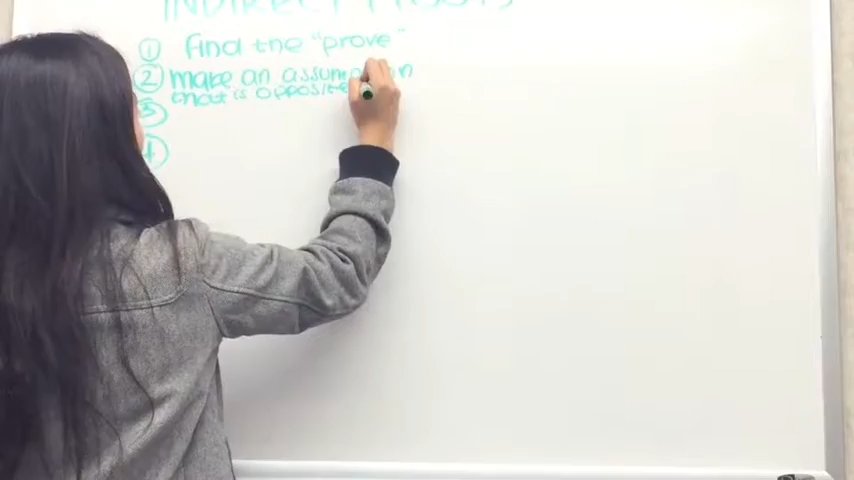 INDIRECT Proofs
① find the "prove"
② make an assumption
that is opposite
③
④